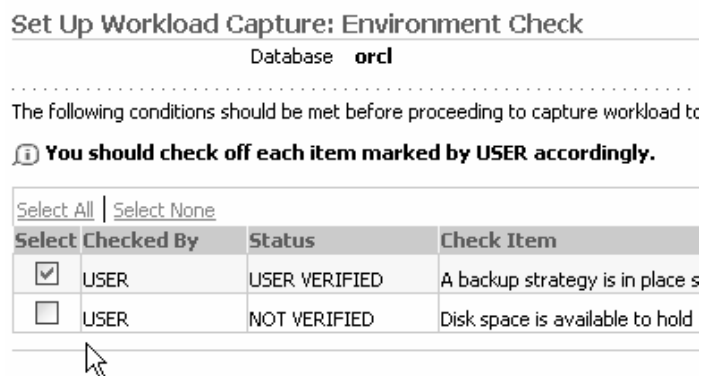 Set Up Workload Capture: Environment Check
Database orcl
The following conditions should be met before proceeding to capture workload to
You should check off each item marked by USER accordingly.
Select All | Select None
Select Checked By Status Check Item
USER USER VERIFIED A backup strategy is in place s
USER NOT VERIFIED Disk space is available to hold